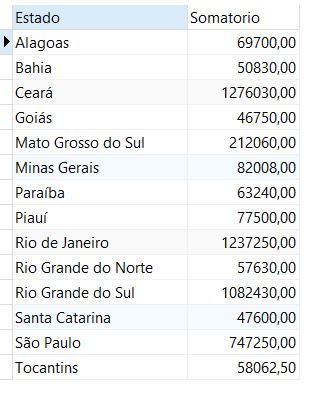 Estado Somatorio
Alagoas 69700,00
Bahia 50830,00
Ceará 1276030,00
Goiás 46750,00
Mato Grosso do Sul 212060,00
Minas Gerais 82008,00
Paraíba 63240,00
Piauí 77500,00
Rio de Janeiro 1237250,00
Rio Grande do Norte 57630,00
Rio Grande do Sul 1082430,00
Santa Catarina 47600,00
São Paulo 747250,00
Tocantins 58062,50